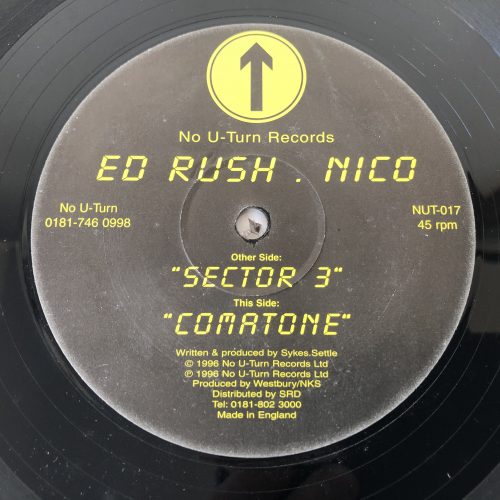 No U-Turn Records
ED RUSH . NICO
No U-Turn
0181-746 0998
NUT-017
45 rpm
Other Side:
"SECTOR 3"
This Side:
"COMATONE"
Written & produced by Sykes.Settle
© 1996 No U-Turn Records Ltd
℗ 1996 No U-Turn Records Ltd
Produced by Westbury/NKS
Distributed by SRD
Tel: 0181-802 3000
Made in England